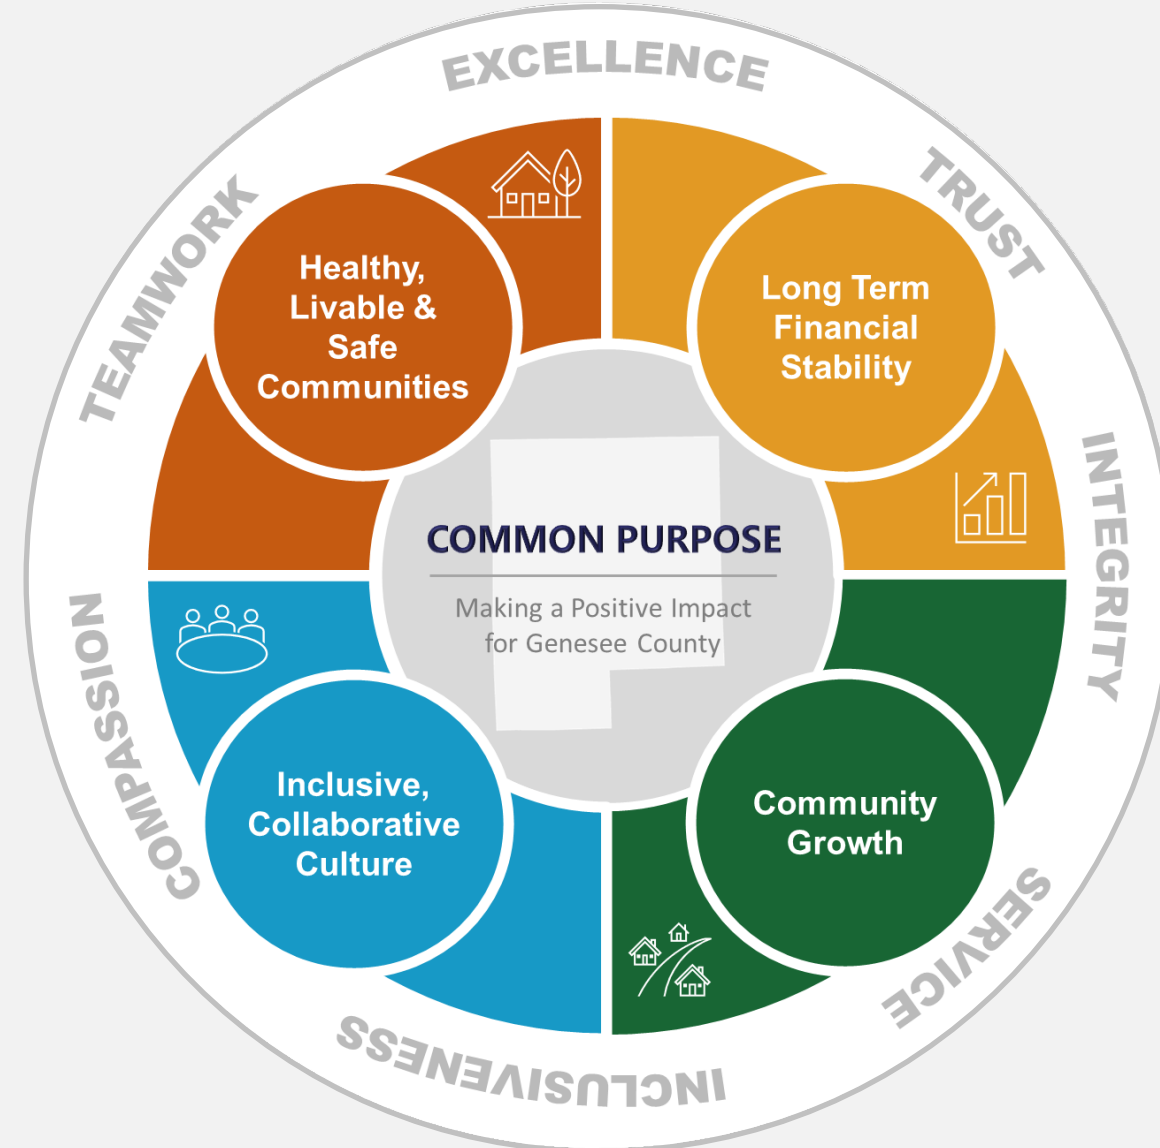 EXCELLENCE
TRUST
INTEGRITY
SERVICE
INCLUSIVENESS
COMPASSION
TEAMWORK
Healthy,
Livable &
Safe
Communities
Long Term
Financial
Stability
COMMON PURPOSE
Making a Positive Impact
for Genesee County
Inclusive,
Collaborative
Culture
Community
Growth